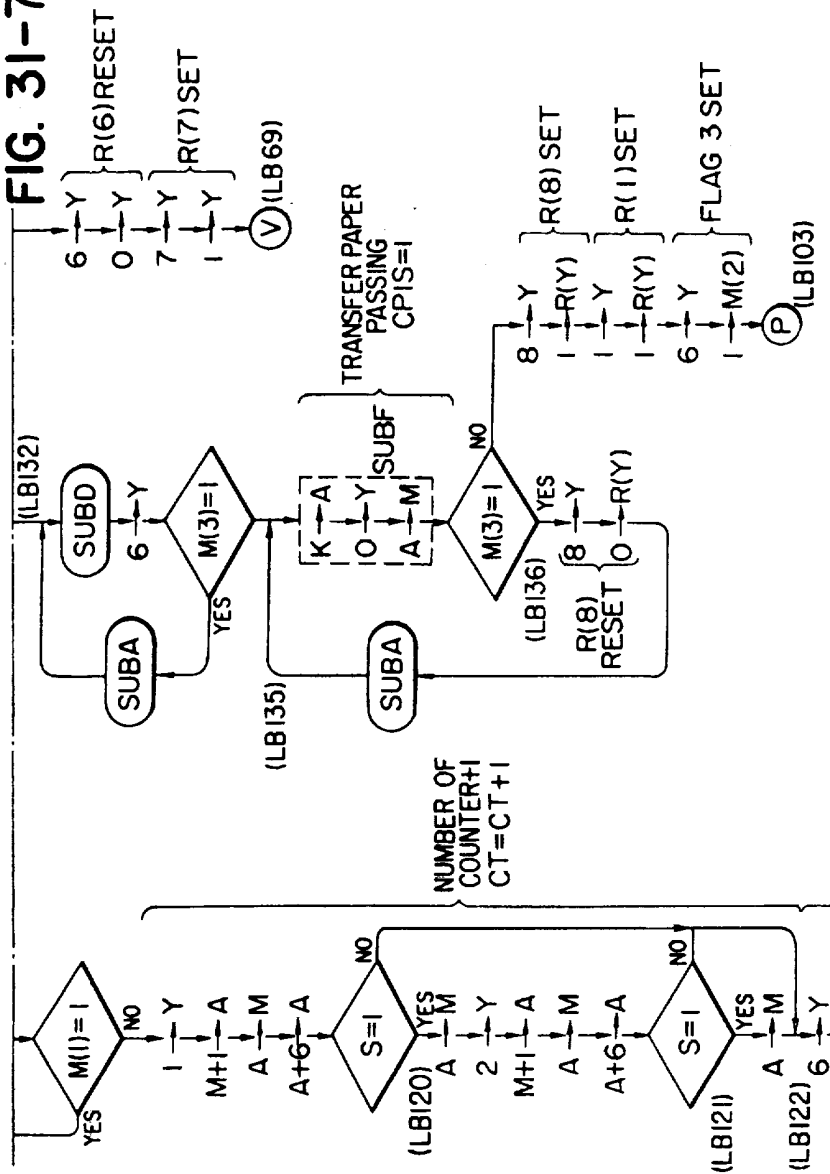 FIG. 31-7
YES
M(1)=1
NO
1→Y
M+1→A
A→M
A+6→A
S=1
NO
YES
(LB120)
A→M
2→Y
M+1→A
A→M
A+6→A
S=1
NO
YES
(LB121)
A→M
(LB122)
6→Y
NUMBER OF
COUNTER+1
CT=CT+1
(LB132)
SUBD
SUBA
6→Y
M(3)=1
YES
(LB135)
SUBA
K→A
0→Y
A→M
SUBF
TRANSFER PAPER
PASSING
CPIS=1
M(3)=1
NO
YES
(LB136)
8→Y
0→R(Y)
R(8)
RESET
6→Y
0→Y
R(6)RESET
7→Y
1→Y
R(7)SET
V
(LB69)
8→Y
1→R(Y)
R(8)SET
1→Y
1→R(Y)
R(1)SET
6→Y
1→M(2)
FLAG 3 SET
P
(LB103)